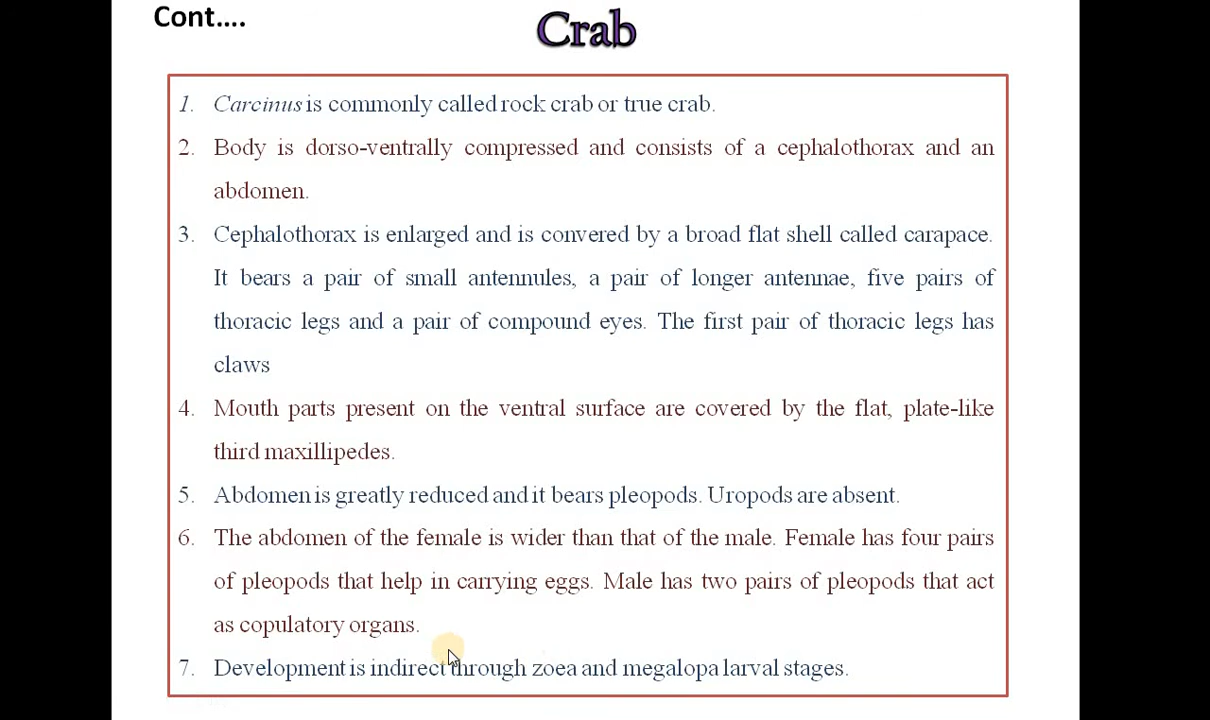 Cont....
Crab
1. Carcinus is commonly called rock crab or true crab.
2. Body is dorso-ventrally compressed and consists of a cephalothorax and an
abdomen.
3. Cephalothorax is enlarged and is convered by a broad flat shell called carapace.
It bears a pair of small antennules, a pair of longer antennae, five pairs of
thoracic legs and a pair of compound eyes. The first pair of thoracic legs has
claws
4. Mouth parts present on the ventral surface are covered by the flat, plate-like
third maxillipedes.
5. Abdomen is greatly reduced and it bears pleopods. Uropods are absent.
6. The abdomen of the female is wider than that of the male. Female has four pairs
of pleopods that help in carrying eggs. Male has two pairs of pleopods that act
as copulatory organs.
7. Development is indirect through zoea and megalopa larval stages.